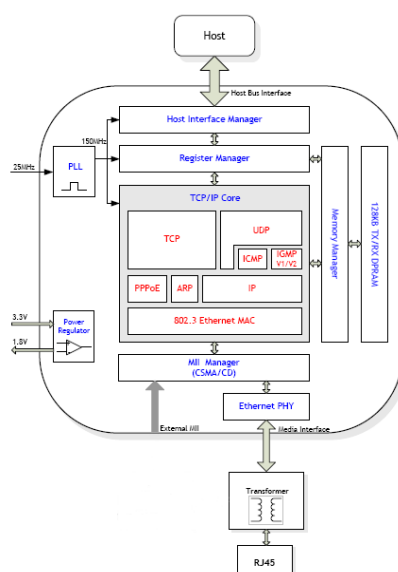 Host
Host Bus Interface
Host Interface Manager
150MHz
25MHz
PLL
Register Manager
TCP/IP Core
TCP
UDP
ICMP
IGMP
V1/V2
PPPoE
ARP
IP
802.3 Ethernet MAC
Memory Manager
128KB TX/RX DPRAM
3.3V
1.8V
Power
Regulator
MII Manager
(CSMA/CD)
Ethernet PHY
External MII
Media Interface
Transformer
RJ45